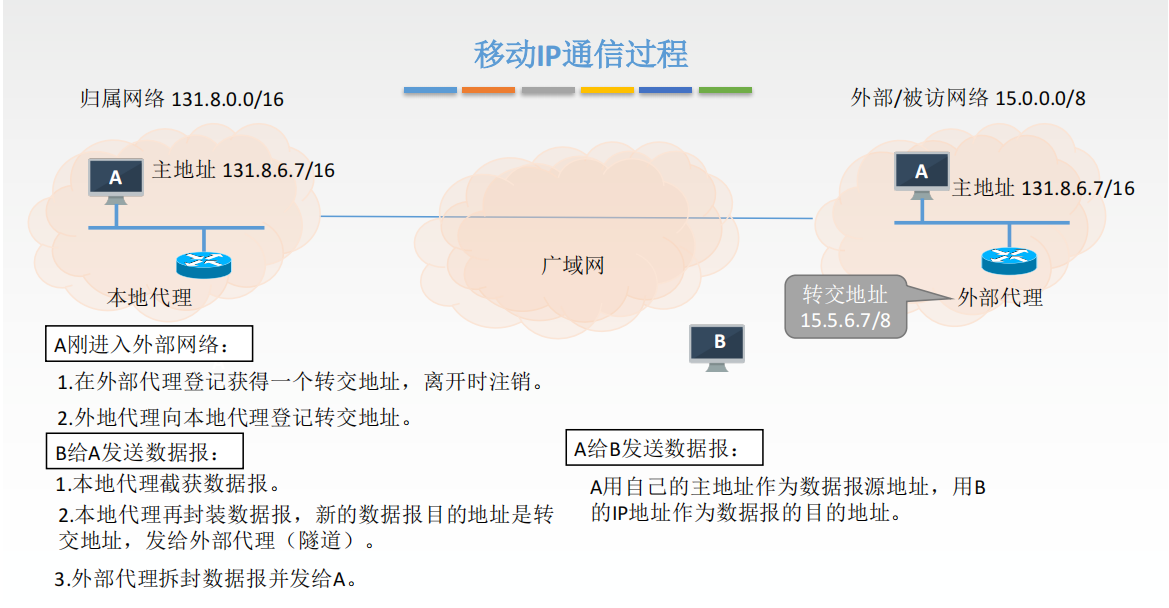 移动IP通信过程
归属网络 131.8.0.0/16
外部/被访网络 15.0.0.0/8
A
主地址 131.8.6.7/16
A
主地址 131.8.6.7/16
广域网
本地代理
转交地址
15.5.6.7/8
外部代理
B
A刚进入外部网络：
1.在外部代理登记获得一个转交地址，离开时注销。
2.外地代理向本地代理登记转交地址。
B给A发送数据报：
1.本地代理截获数据报。
2.本地代理再封装数据报，新的数据报目的地址是转
交地址，发给外部代理（隧道）。
3.外部代理拆封数据报并发给A。
A给B发送数据报：
A用自己的主地址作为数据报源地址，用B
的IP地址作为数据报的目的地址。